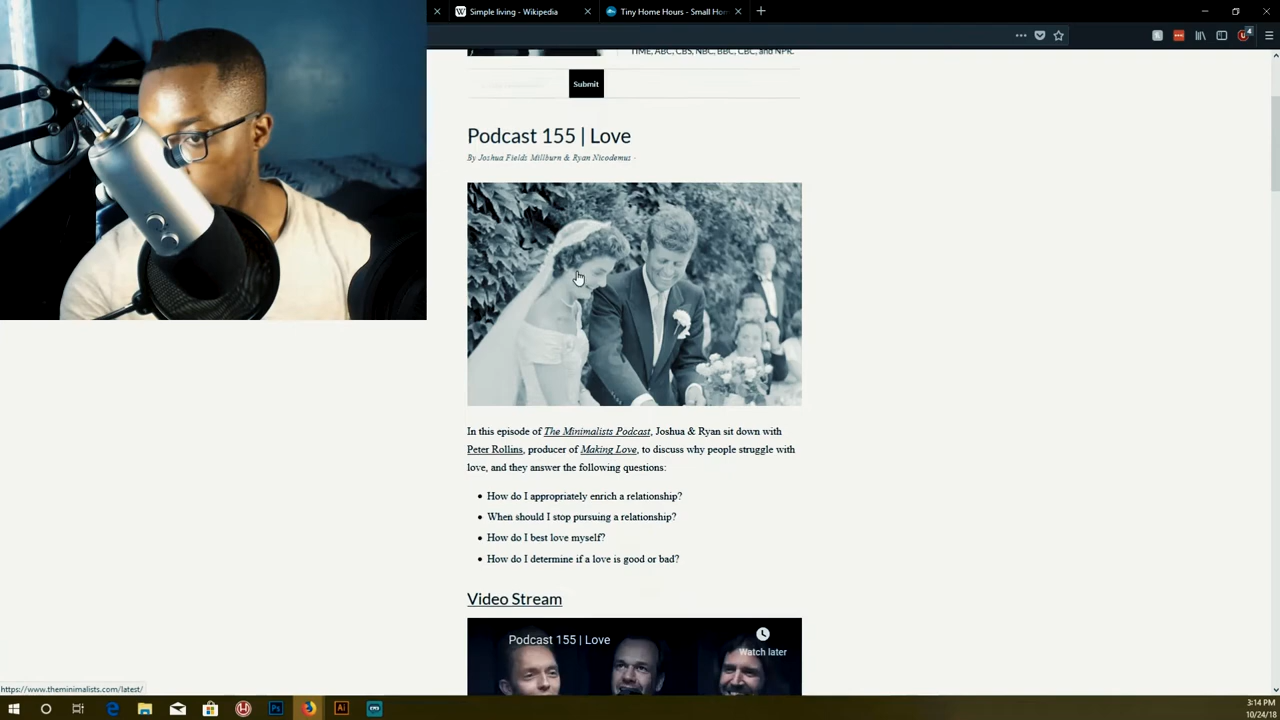 Simple living - Wikipedia
Tiny Home Hours - Small Hom
TIME, ABC, CBS, NBC, BBC, CBC, and NPR.
Submit
Podcast 155 | Love
By Joshua Fields Millburn & Ryan Nicodemus ·
In this episode of The Minimalists Podcast, Joshua & Ryan sit down with
Peter Rollins, producer of Making Love, to discuss why people struggle with
love, and they answer the following questions:
• How do I appropriately enrich a relationship?
• When should I stop pursuing a relationship?
• How do I best love myself?
• How do I determine if a love is good or bad?
Video Stream
Podcast 155 | Love
Watch later
https://www.theminimalists.com/latest/
3:14 PM
10/24/18